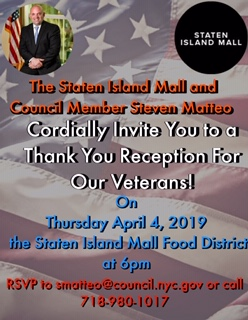 STATEN
ISLAND MALL
The Staten Island Mall and
Council Member Steven Matteo
Cordially Invite You to a
Thank You Reception For
Our Veterans!
On
Thursday April 4, 2019
the Staten Island Mall Food District
at 6pm
RSVP to smatteo@council.nyc.gov or call
718-980-1017